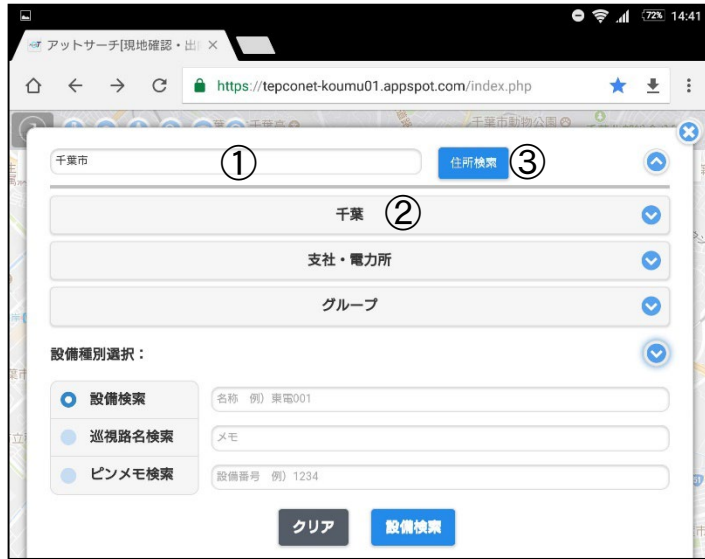 72% 14:41
アットサーチ[現地確認・出
https://tepconet-koumu01.appspot.com/index.php
千葉市動物公園
千葉市 ① 住所検索 ③
千葉 ②
支社・電力所
グループ
設備種別選択:
設備検索 名称 例) 東電001
巡視路名検索 メモ
ピンメモ検索 設備番号 例) 1234
クリア 設備検索